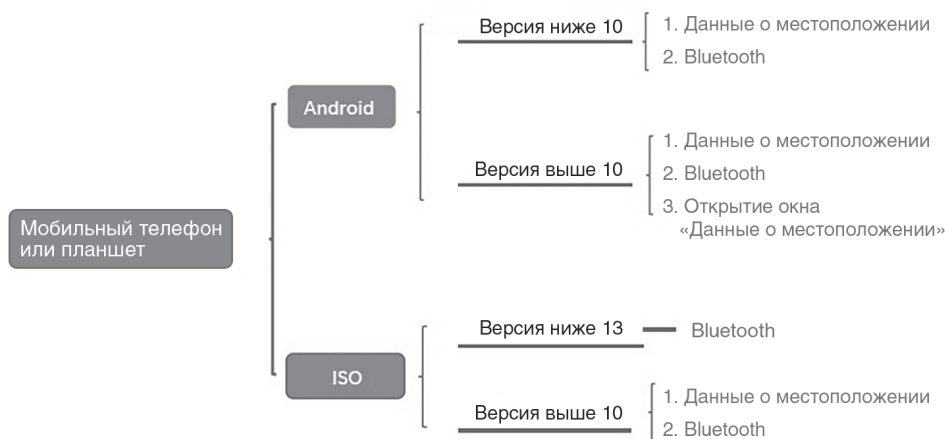 Мобильный телефон
или планшет
Android
Версия ниже 10
1. Данные о местоположении
2. Bluetooth
Версия выше 10
1. Данные о местоположении
2. Bluetooth
3. Открытие окна
«Данные о местоположении»
ISO
Версия ниже 13
Bluetooth
Версия выше 10
1. Данные о местоположении
2. Bluetooth